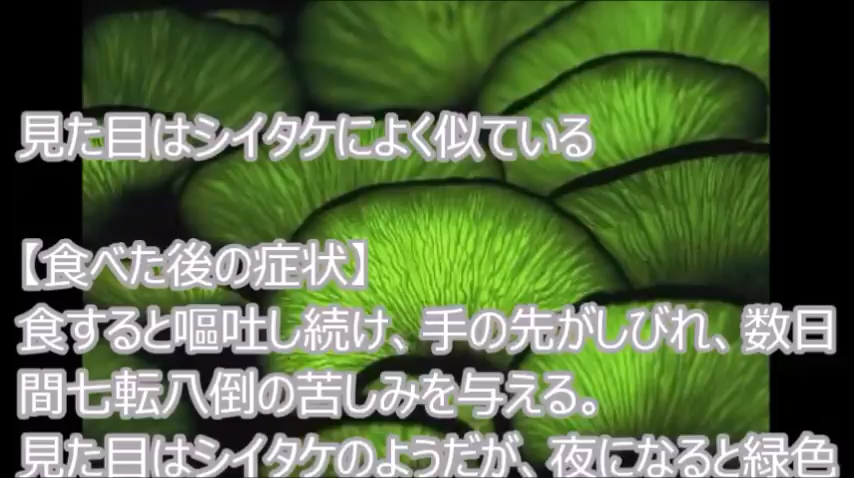 見た目はシイタケによく似ている
【食べた後の症状】
食すると嘔吐し続け、手の先がしびれ、数日
間七転八倒の苦しみを与える。
見た目はシイタケのようだが、夜になると緑色